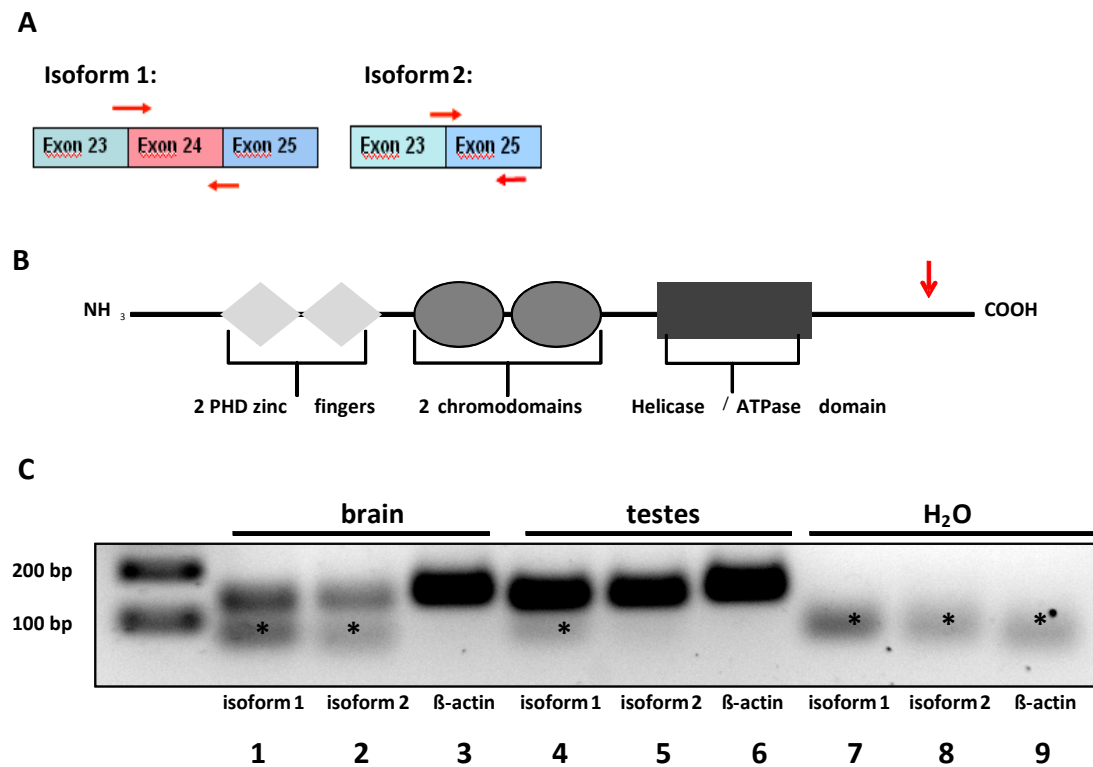 A
Isoform 1:
Isoform 2:
Exon 23 Exon 24 Exon 25
Exon 23 Exon 25
B
NH 3
COOH
2 PHD zinc fingers
2 chromodomains
Helicase / ATPase domain
C
brain testes H₂O
200 bp
100 bp
* * * * * *
isoform 1 isoform 2 ß-actin isoform 1 isoform 2 ß-actin isoform 1 isoform 2 ß-actin
1 2 3 4 5 6 7 8 9